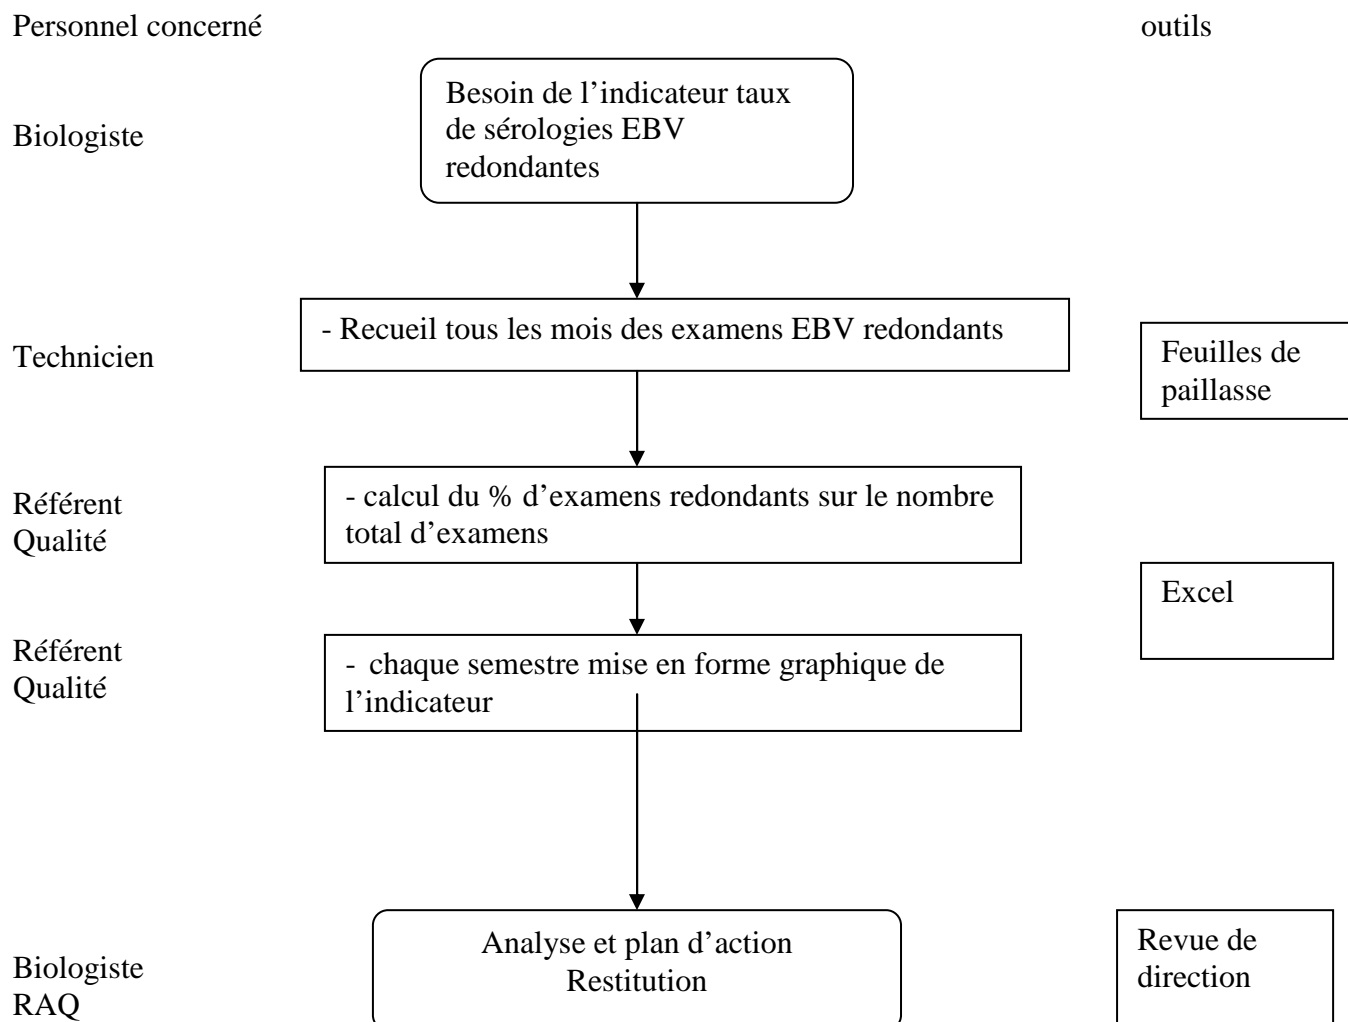 Personnel concerné
outils
Besoin de l’indicateur taux
de sérologies EBV
redondantes
Biologiste
- Recueil tous les mois des examens EBV redondants
Technicien
Feuilles de
paillasse
Référent
Qualité
- calcul du % d’examens redondants sur le nombre
total d’examens
Excel
Référent
Qualité
- chaque semestre mise en forme graphique de
l’indicateur
Analyse et plan d’action
Restitution
Revue de
direction
Biologiste
RAQ